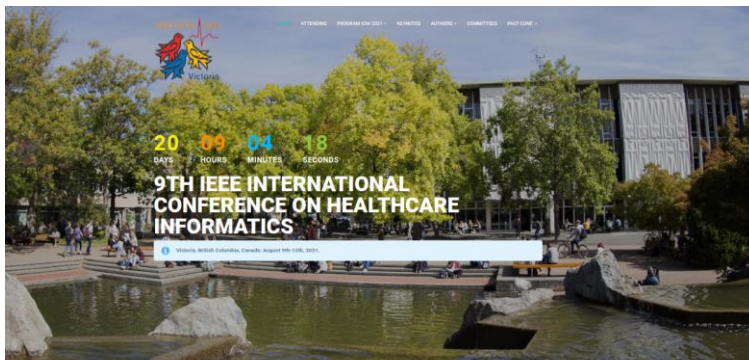 ATTENDING PROGRAM ICHI 2021 KEYNOTES AUTHORS COMMITTEES PAST CONF
Victoria
20 09 04 18
DAYS HOURS MINUTES SECONDS
9TH IEEE INTERNATIONAL
CONFERENCE ON HEALTHCARE
INFORMATICS
Victoria, British Columbia, Canada: August 9th-12th, 2021.